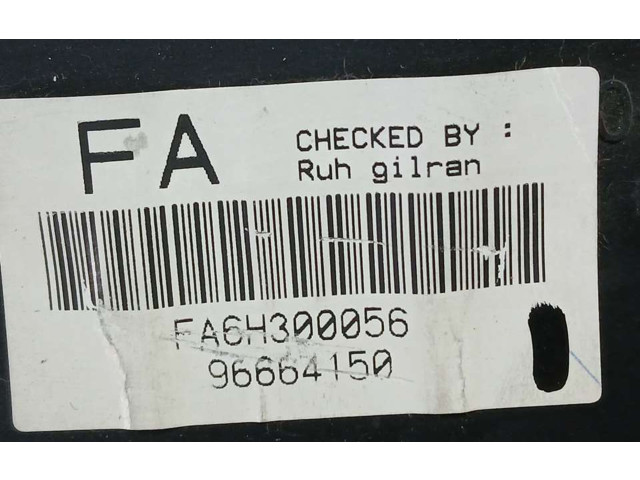 FA
CHECKED BY :
Ruh gilran
FA6H300056
96664150